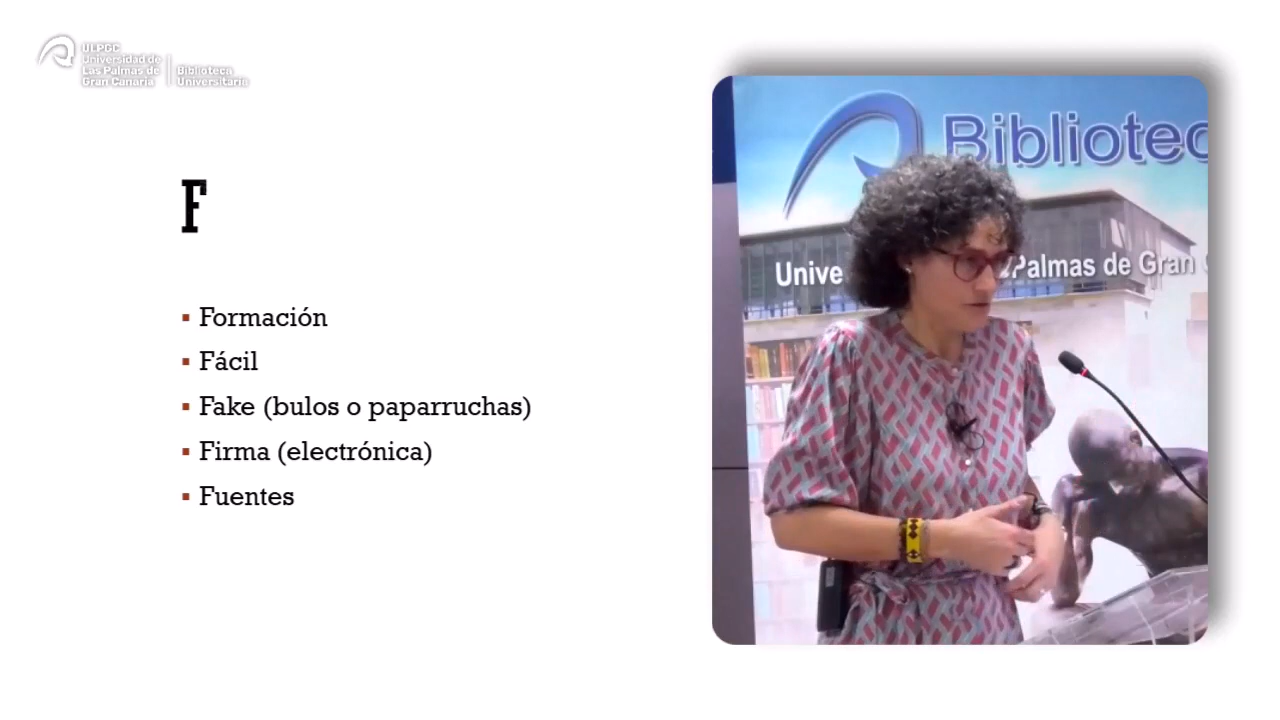 ULPGC
Universidad de
Las Palmas de
Gran Canaria
Biblioteca
Universitaria
F
Formación
Fácil
Fake (bulos o paparruchas)
Firma (electrónica)
Fuentes
Bibliotec
Unive Palmas de Gran